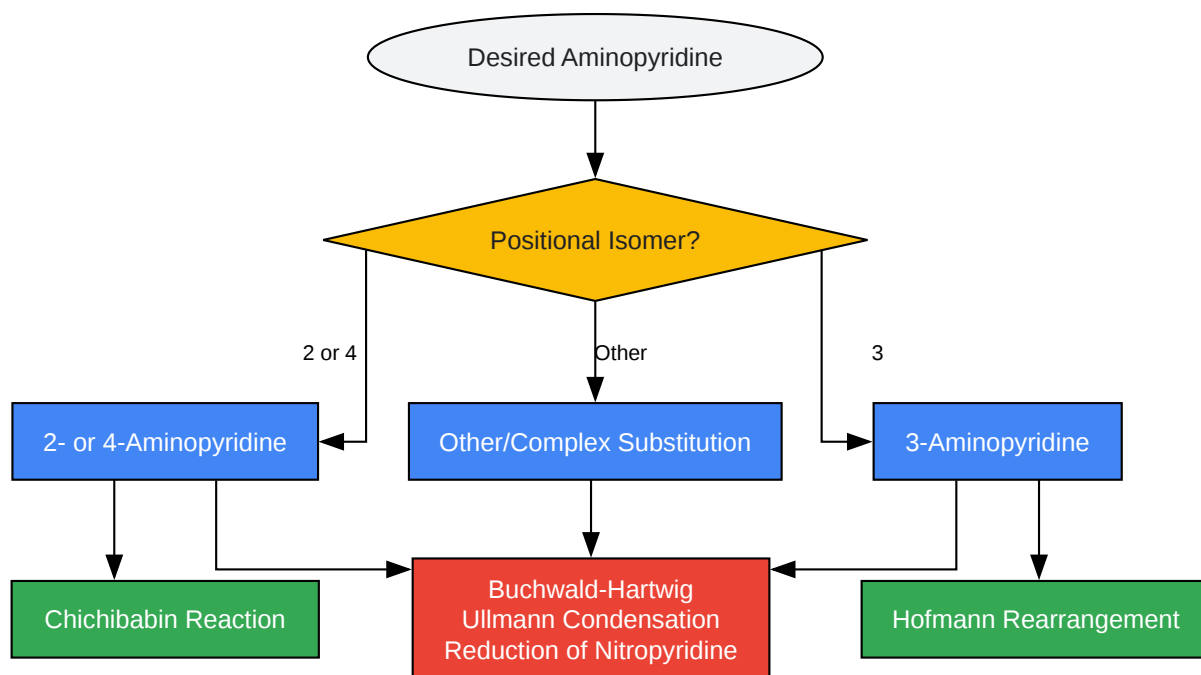 Desired Aminopyridine
Positional Isomer?
2 or 4
Other
3
2- or 4-Aminopyridine
Other/Complex Substitution
3-Aminopyridine
Chichibabin Reaction
Buchwald-Hartwig
Ullmann Condensation
Reduction of Nitropyridine
Hofmann Rearrangement